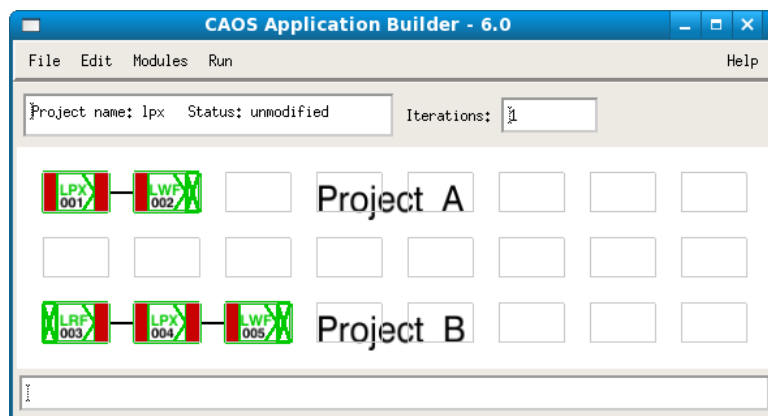 CAOS Application Builder - 6.0
File Edit Modules Run Help
Project name: lpx Status: unmodified Iterations: 1
LPX LWF Project A
001 002
LRF LPX LWF Project B
003 004 005